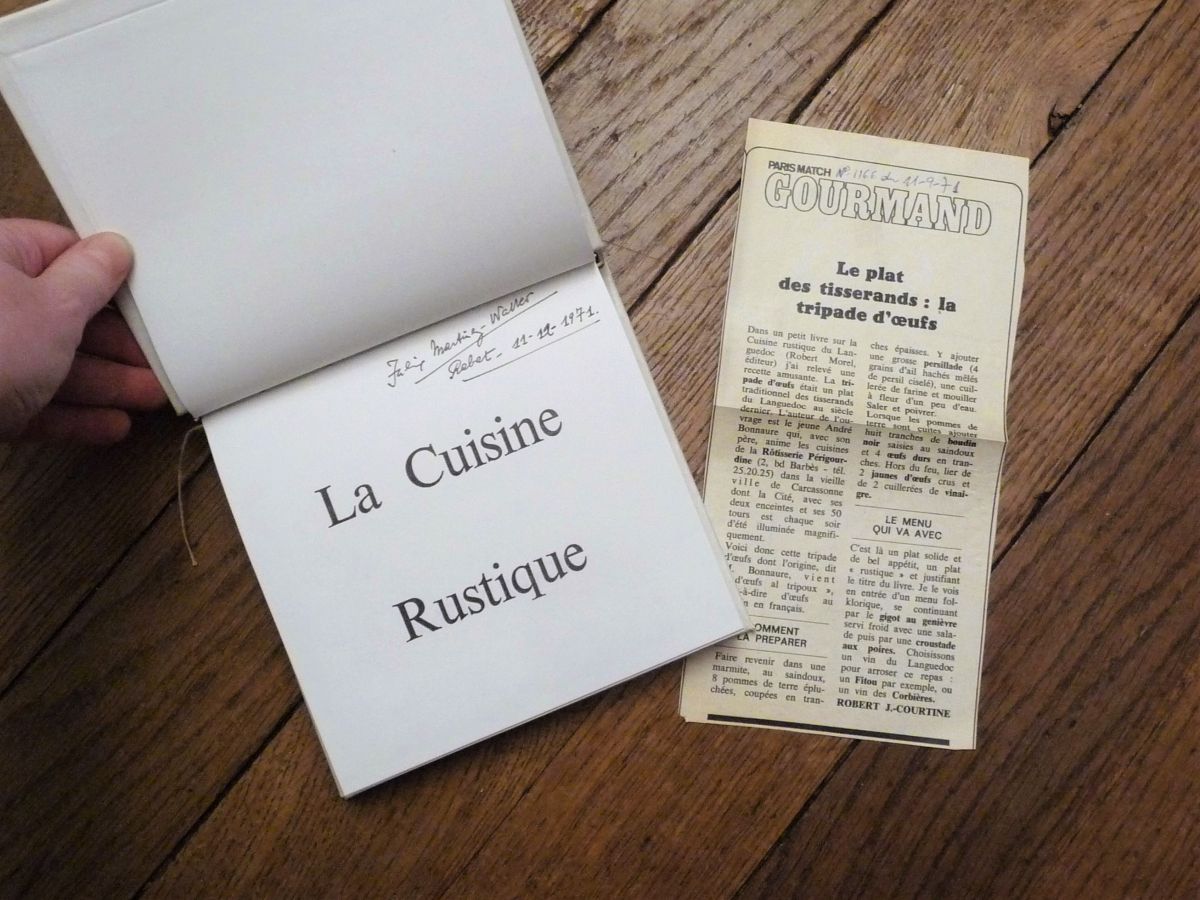 Martinez-Walter
Rebet- 11-12-1971.
La Cuisine
Rustique
PARIS MATCH N° 1166 du 11-9-71
GOURMAND
Le plat
des tisserands : la
tripade d'œufs
Dans un petit livre sur la
Cuisine rustique du Lan-
guedoc (Robert Morel,
éditeur) j'ai relevé une
recette amusante. La tri-
pade d'œufs était un plat
traditionnel des tisserands
du Languedoc au siècle
dernier. L'auteur de l'ou-
vrage est le jeune André
Bonnaure qui, avec son
père, anime les cuisines
de la Rôtisserie Périgour-
dine (2, bd Barbès - tél.
25.20.25) dans la vieille
ville de Carcassonne
dont la Cité, avec ses
deux enceintes et ses 50
tours est chaque soir
d'été illuminée magnifi-
quement.
Voici donc cette tripade
d'œufs dont l'origine, dit
M. Bonnaure, vient
d'œufs al tripoux »,
-à-dire d'œufs au
n en français.
COMMENT
LA PREPARER
Faire revenir dans une
marmite, au saindoux,
8 pommes de terre éplu-
chées, coupées en tran-
ches épaisses. Y ajouter
une grosse persillade (4
grains d'ail hachés mêlés
de persil ciselé), une cuil-
lerée de farine et mouiller
à fleur d'un peu d'eau.
Saler et poivrer.
Lorsque les pommes de
terre sont cuites ajouter
huit tranches de boudin
noir saisies au saindoux
et 4 œufs durs en tran-
ches. Hors du feu, lier de
2 jaunes d'œufs crus et
de 2 cuillerées de vinai-
gre.
LE MENU
QUI VA AVEC
C'est là un plat solide et
de bel appétit, un plat
« rustique » et justifiant
le titre du livre. Je le vois
en entrée d'un menu fol-
klorique, se continuant
par le gigot au genièvre
servi froid avec une sala-
de puis par une croustade
aux poires. Choisissons
un vin du Languedoc
pour arroser ce repas :
un Fitou par exemple, ou
un vin des Corbières.
ROBERT J.-COURTINE